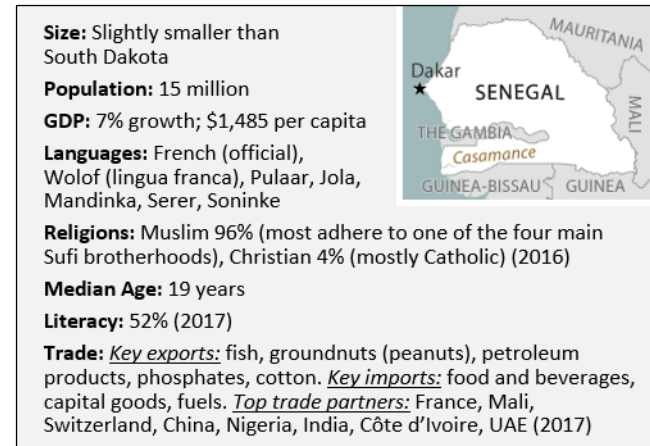 Size: Slightly smaller than
South Dakota
Population: 15 million
GDP: 7% growth; $1,485 per capita
Languages: French (official),
Wolof (lingua franca), Pulaar, Jola,
Mandinka, Serer, Soninke
Religions: Muslim 96% (most adhere to one of the four main
Sufi brotherhoods), Christian 4% (mostly Catholic) (2016)
Median Age: 19 years
Literacy: 52% (2017)
Trade: Key exports: fish, groundnuts (peanuts), petroleum
products, phosphates, cotton. Key imports: food and beverages,
capital goods, fuels. Top trade partners: France, Mali,
Switzerland, China, Nigeria, India, Côte d’Ivoire, UAE (2017)
MAURITANIA
Dakar
SENEGAL
MALI
THE GAMBIA
Casamance
GUINEA-BISSAU
GUINEA